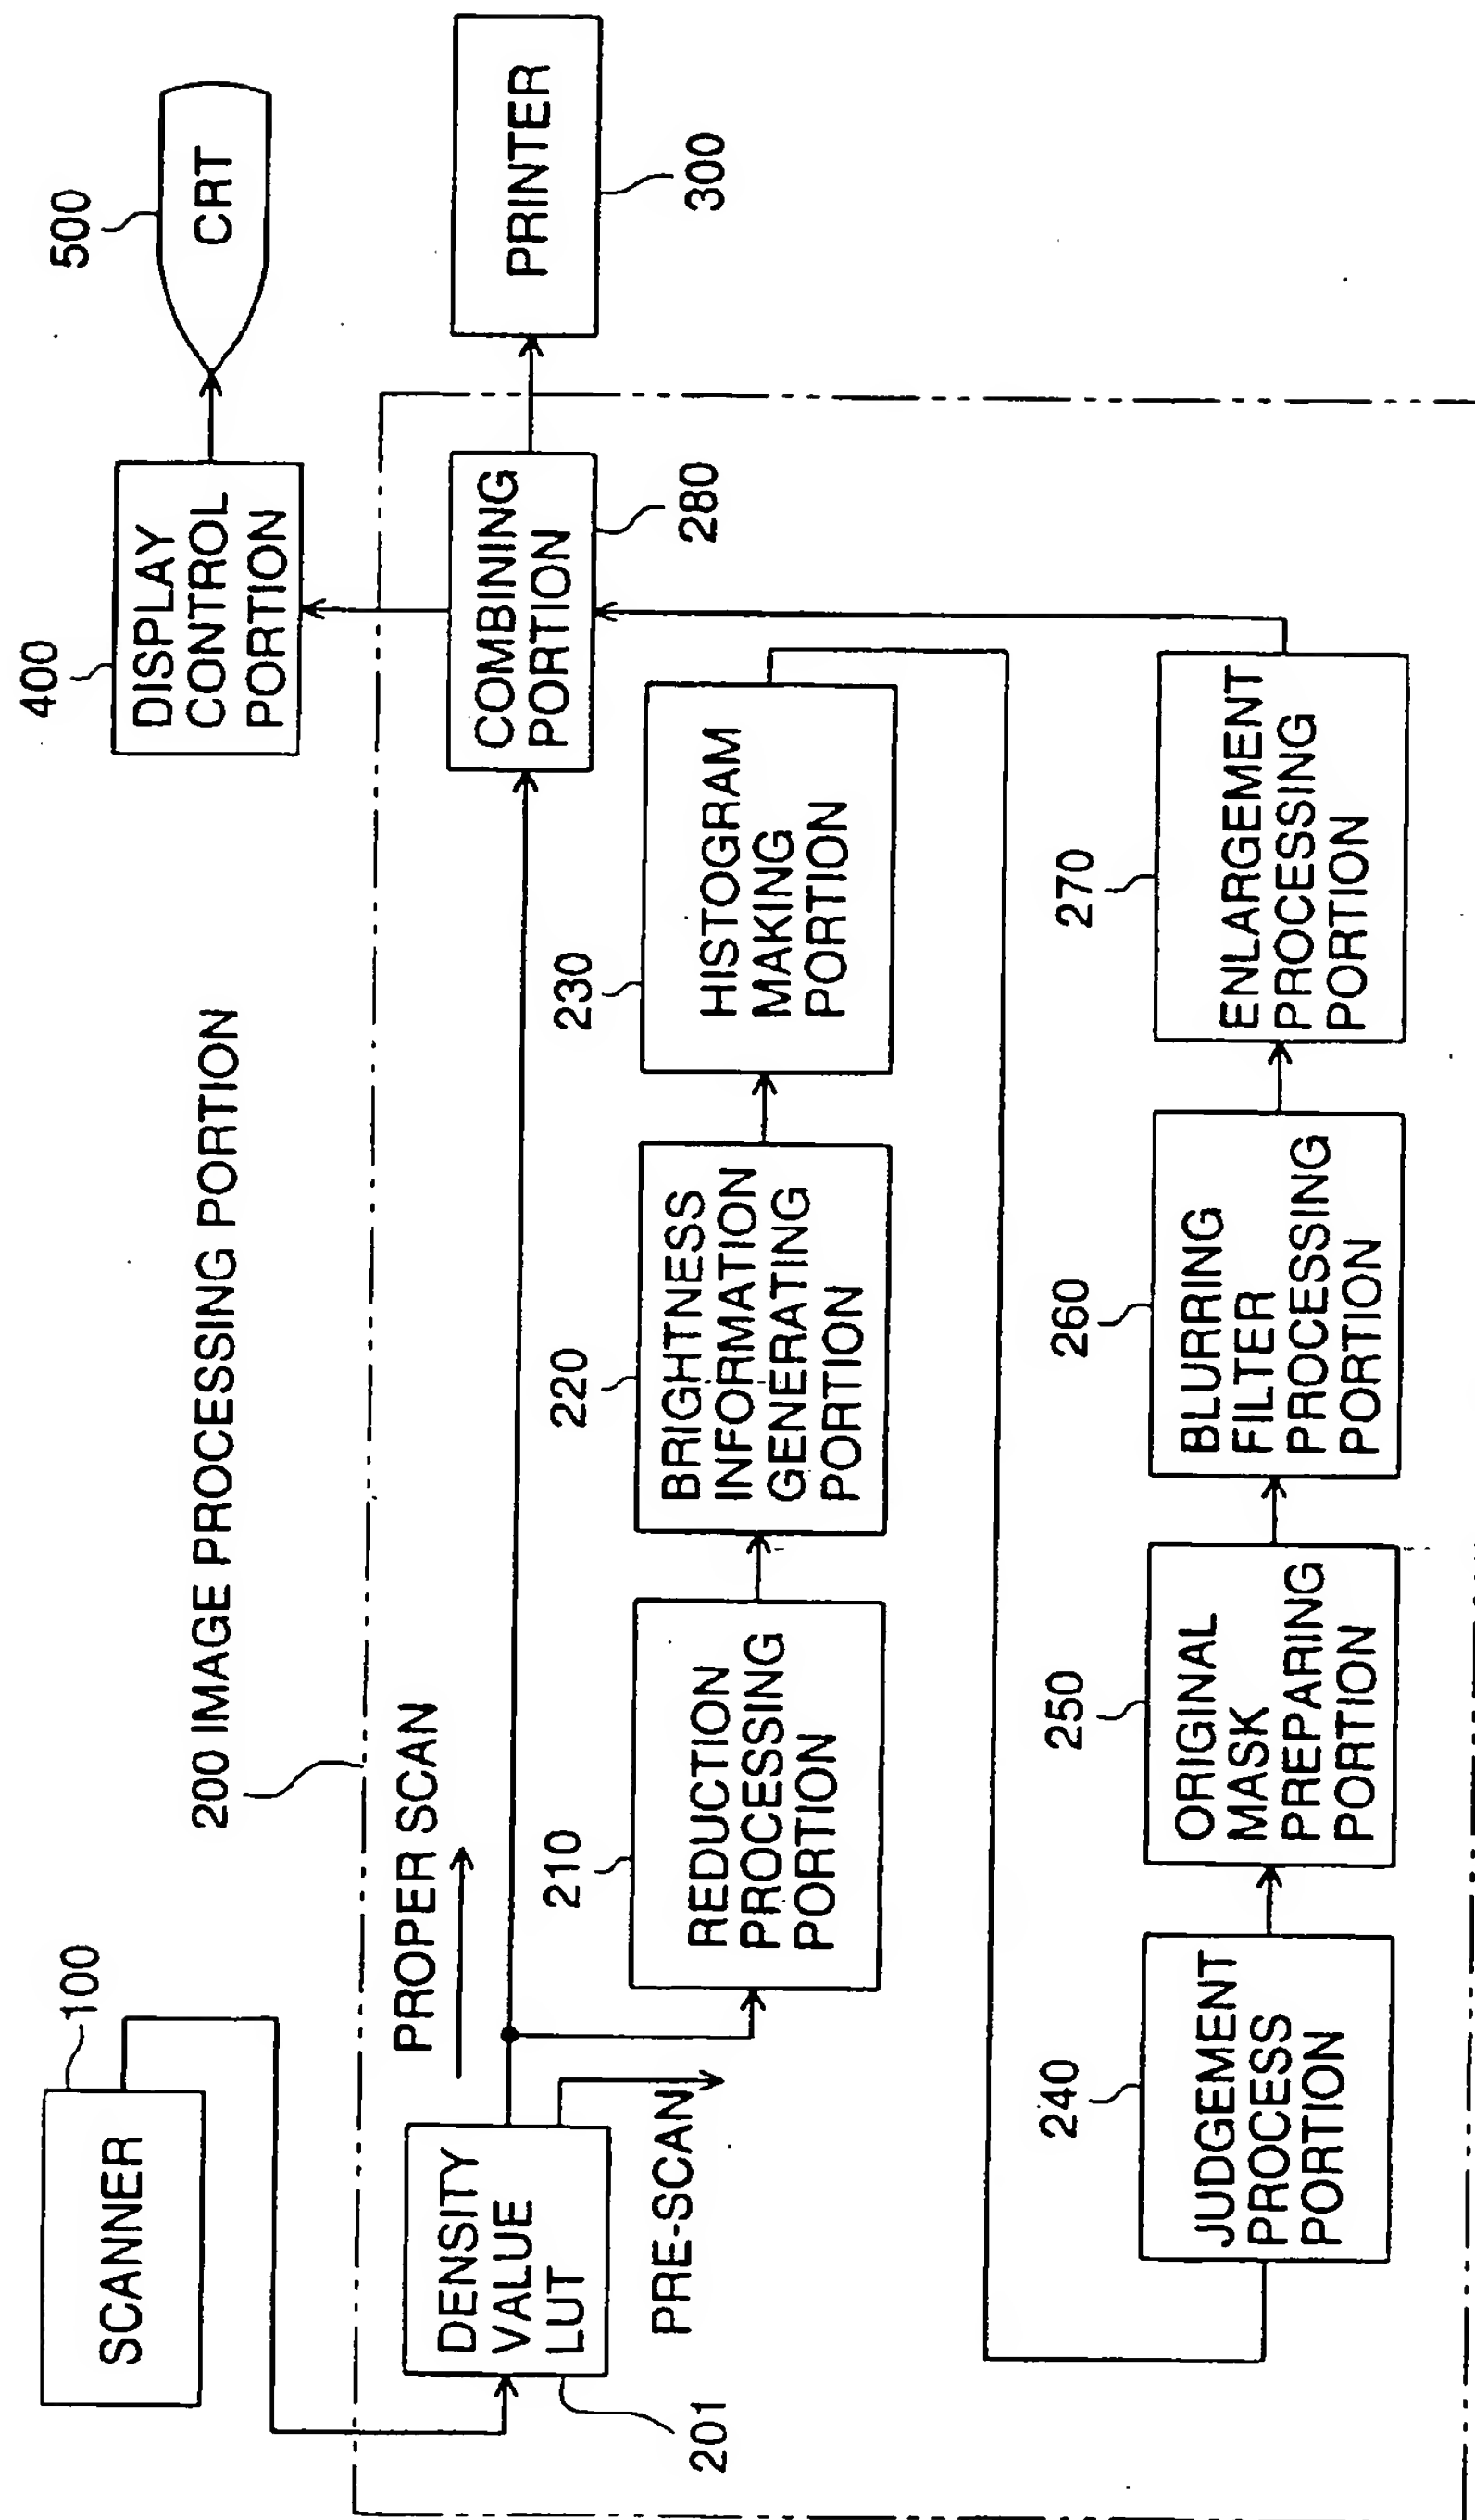 100
SCANNER
200 IMAGE PROCESSING PORTION
400
DISPLAY
CONTROL
PORTION
500
CRT
PROPER SCAN
DENSITY
VALUE
LUT
201
PRE-SCAN
COMBINING
PORTION
280
PRINTER
300
210
REDUCTION
PROCESSING
PORTION
220
BRIGHTNESS
INFORMATION
GENERATING
PORTION
230
HISTOGRAM
MAKING
PORTION
240
JUDGEMENT
PROCESS
PORTION
250
ORIGINAL
MASK
PREPARING
PORTION
260
BLURRING
FILTER
PROCESSING
PORTION
270
ENLARGEMENT
PROCESSING
PORTION